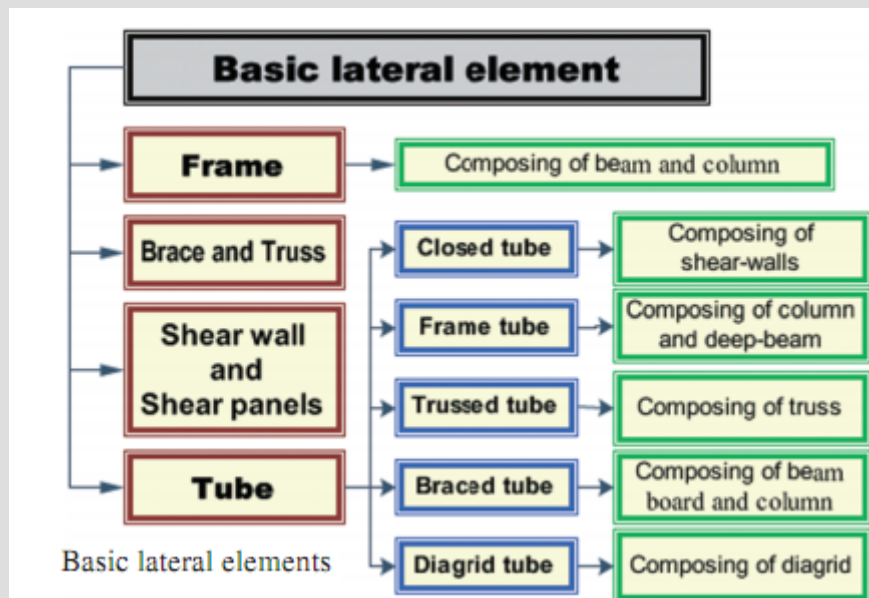 Basic lateral element
Frame
Composing of beam and column
Brace and Truss
Closed tube
Composing of
shear-walls
Shear wall
and
Shear panels
Frame tube
Composing of column
and deep-beam
Trussed tube
Composing of truss
Tube
Braced tube
Composing of beam
board and column
Diagrid tube
Composing of diagrid
Basic lateral elements